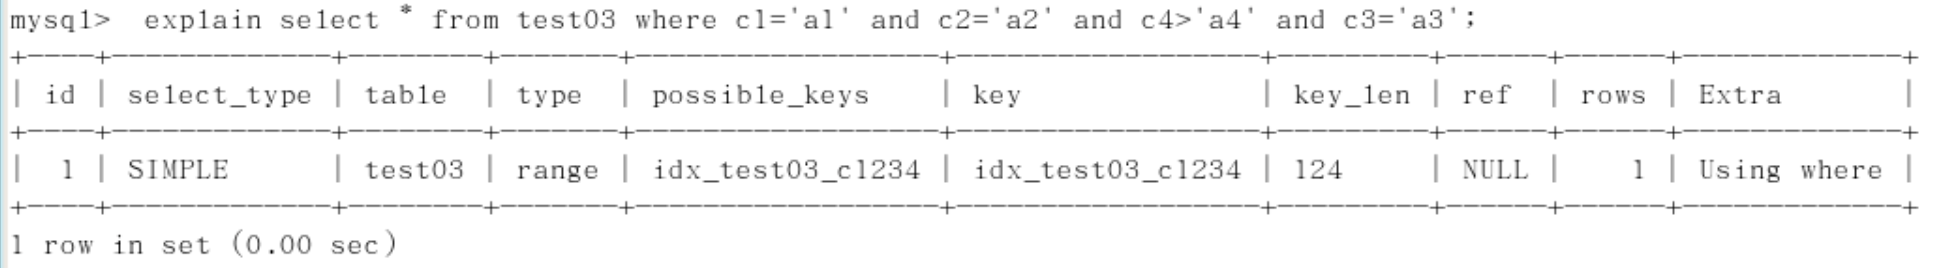 mysql>  explain select * from test03 where c1='a1' and c2='a2' and c4>'a4' and c3='a3';
+----+-------------+--------+-------+------------------+------------------+---------+------+------+-------------+
| id | select_type | table  | type  | possible_keys    | key              | key_len | ref  | rows | Extra       |
+----+-------------+--------+-------+------------------+------------------+---------+------+------+-------------+
|  1 | SIMPLE      | test03 | range | idx_test03_c1234 | idx_test03_c1234 | 124     | NULL |    1 | Using where |
+----+-------------+--------+-------+------------------+------------------+---------+------+------+-------------+
1 row in set (0.00 sec)